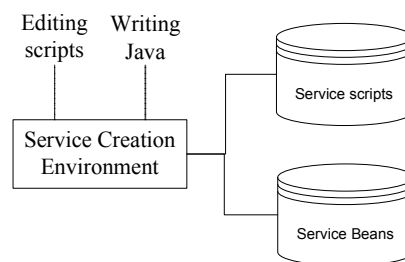 Editing
scripts
Writing
Java
Service scripts
Service Creation
Environment
Service Beans